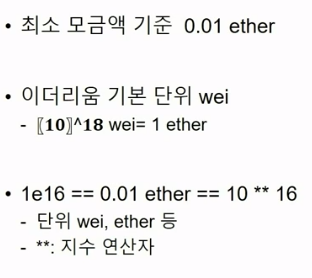 • 최소 모금액 기준 0.01 ether
• 이더리움 기본 단위 wei
- 〖10〗^18 wei= 1 ether
• 1e16 == 0.01 ether == 10 ** 16
- 단위 wei, ether 등
- **: 지수 연산자